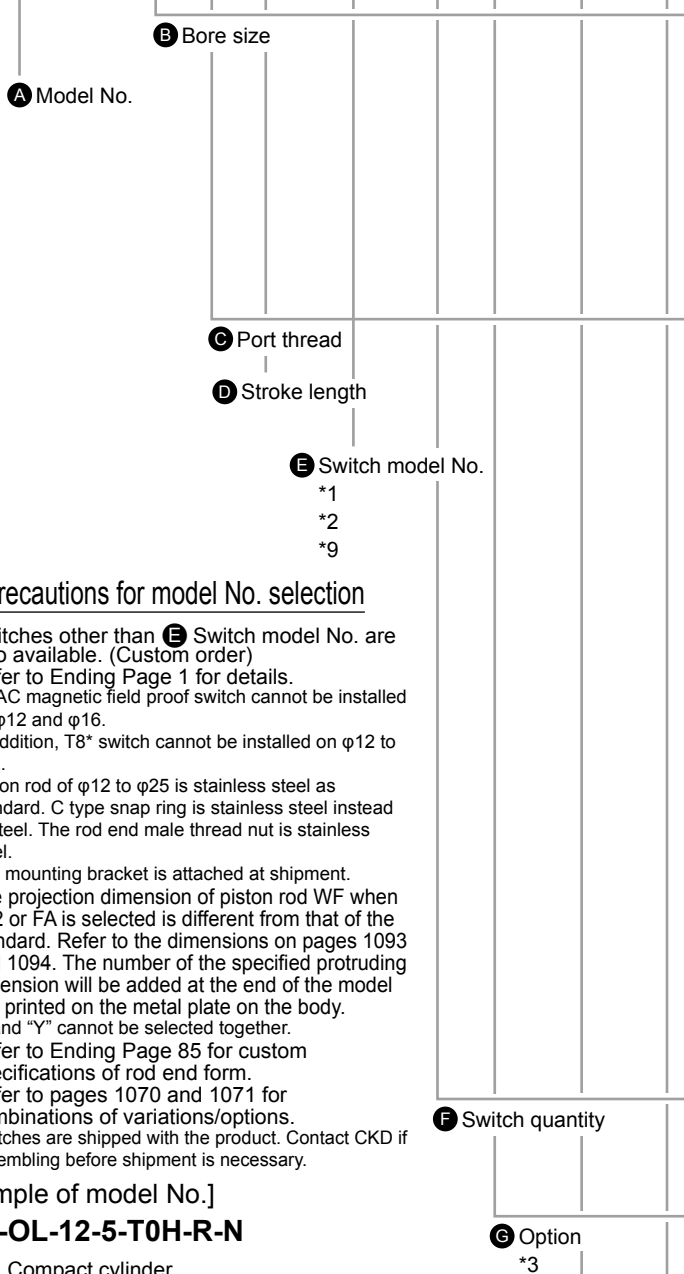 B Bore size
A Model No.
C Port thread
D Stroke length
E Switch model No.
*1
*2
*9
recautions for model No. selection
itches other than E Switch model No. are
o available. (Custom order)
fer to Ending Page 1 for details.
AC magnetic field proof switch cannot be installed
φ12 and φ16.
ddition, T8* switch cannot be installed on φ12 to
.
on rod of φ12 to φ25 is stainless steel as
ndard. C type snap ring is stainless steel instead
teel. The rod end male thread nut is stainless
el.
mounting bracket is attached at shipment.
e projection dimension of piston rod WF when
2 or FA is selected is different from that of the
ndard. Refer to the dimensions on pages 1093
1094. The number of the specified protruding
ension will be added at the end of the model
printed on the metal plate on the body.
and “Y” cannot be selected together.
fer to Ending Page 85 for custom
ecifications of rod end form.
fer to pages 1070 and 1071 for
mbinations of variations/options.
tches are shipped with the product. Contact CKD if
embling before shipment is necessary.
F Switch quantity
mple of model No.]
-OL-12-5-T0H-R-N
Compact cylinder
G Option
*3